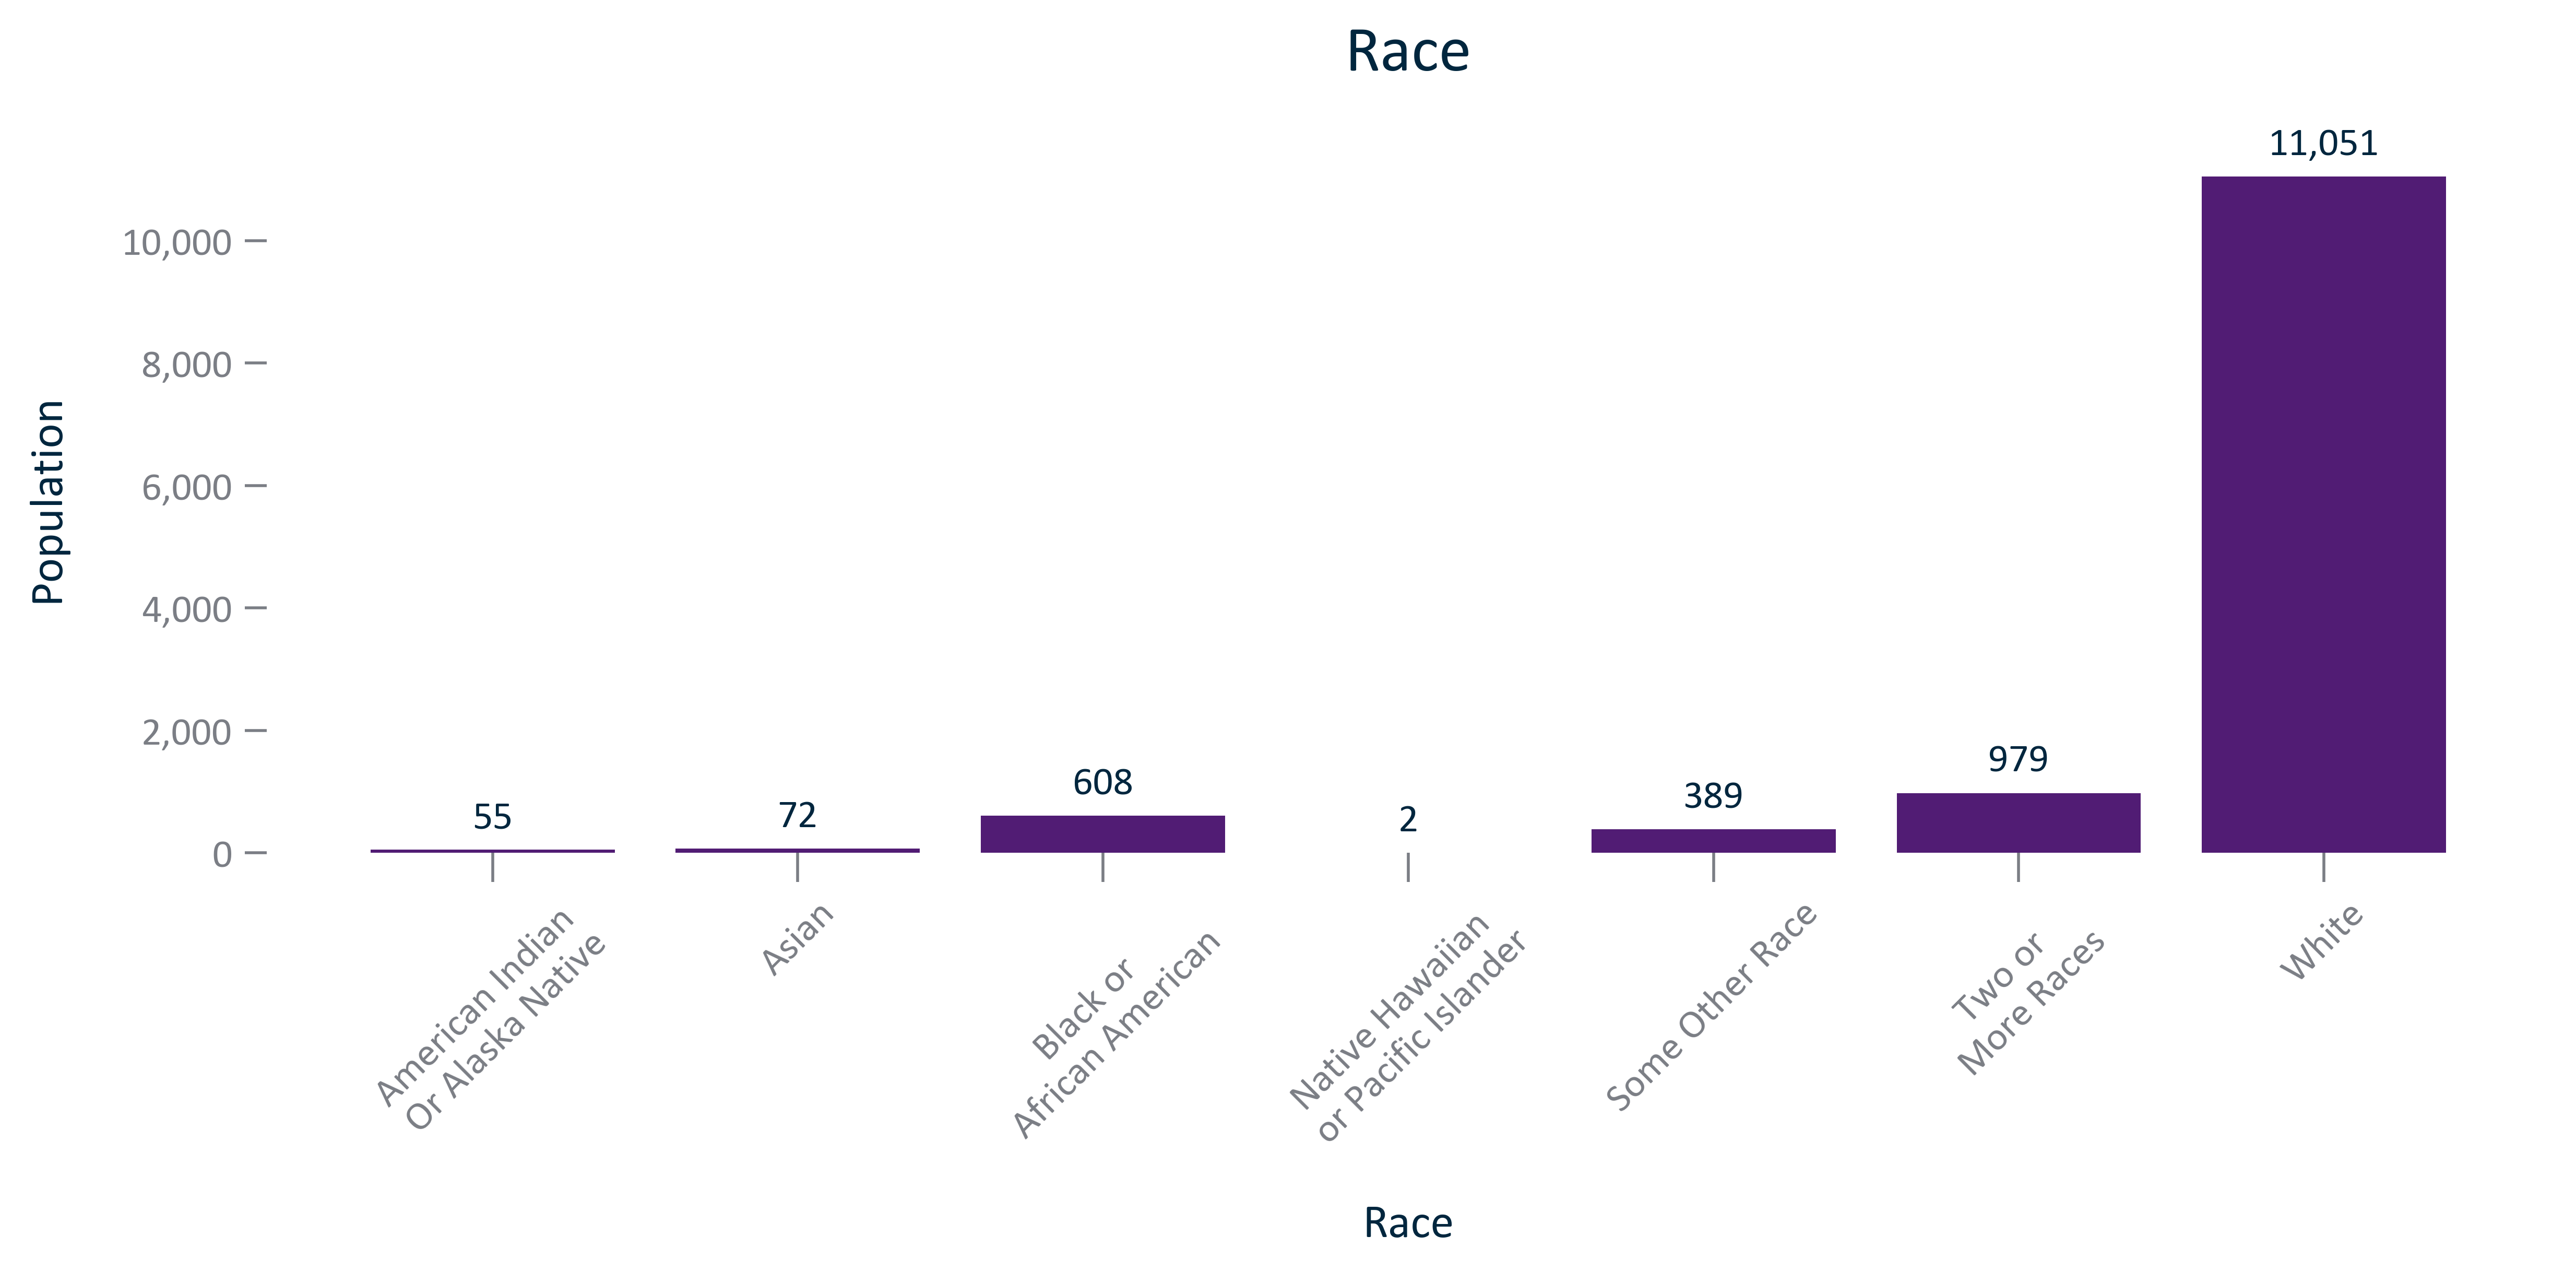 Race
11,051
10,000
8,000
6,000
4,000
2,000
0
Population
55
72
608
2
389
979
American Indian
Or Alaska Native
Asian
Black or
African American
Native Hawaiian
or Pacific Islander
Some Other Race
Two or
More Races
White
Race